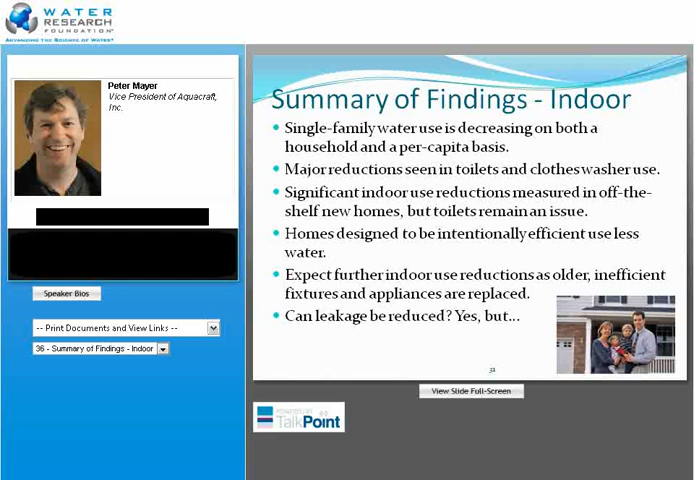 WATER
RESEARCH
FOUNDATION
ADVANCING THE SCIENCE OF WATER
Peter Mayer
Vice President of Aquacraft,
Inc.
Speaker Bios
-- Print Documents and View Links --
36 - Summary of Findings - Indoor
Summary of Findings - Indoor
• Single-family water use is decreasing on both a
household and a per-capita basis.
• Major reductions seen in toilets and clothes washer use.
• Significant indoor use reductions measured in off-the-
shelf new homes, but toilets remain an issue.
• Homes designed to be intentionally efficient use less
water.
• Expect further indoor use reductions as older, inefficient
fixtures and appliances are replaced.
• Can leakage be reduced? Yes, but...
31
View Slide Full-Screen
POWERED BY
TalkPoint